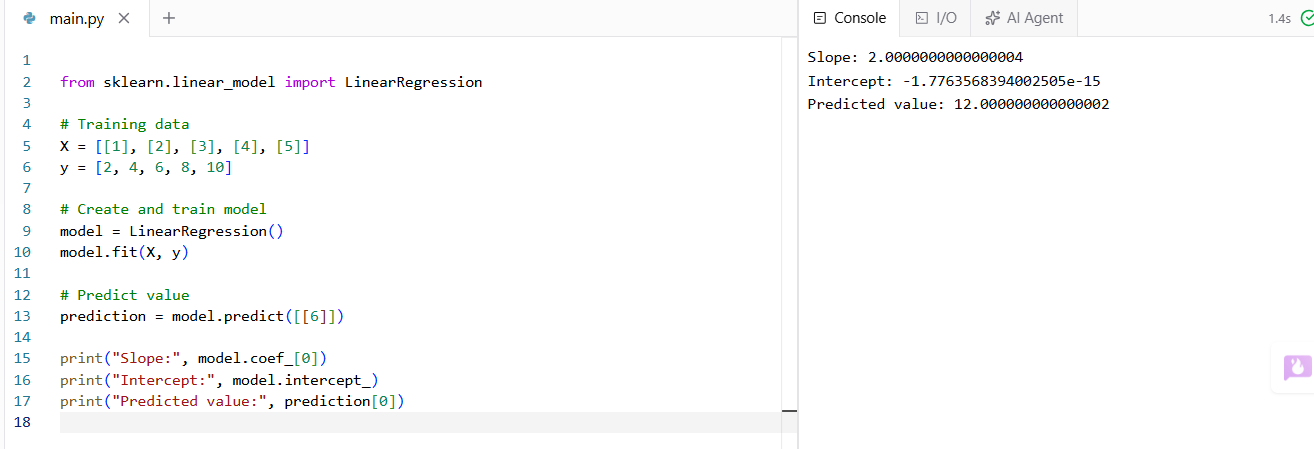 main.py
Console
I/O
AI Agent
1.4s
1
2 from sklearn.linear_model import LinearRegression
3
4 # Training data
5 X = [[1], [2], [3], [4], [5]]
6 y = [2, 4, 6, 8, 10]
7
8 # Create and train model
9 model = LinearRegression()
10 model.fit(X, y)
11
12 # Predict value
13 prediction = model.predict([[6]])
14
15 print("Slope:", model.coef_[0])
16 print("Intercept:", model.intercept_)
17 print("Predicted value:", prediction[0])
18
Slope: 2.0000000000000004
Intercept: -1.7763568394002505e-15
Predicted value: 12.000000000000002